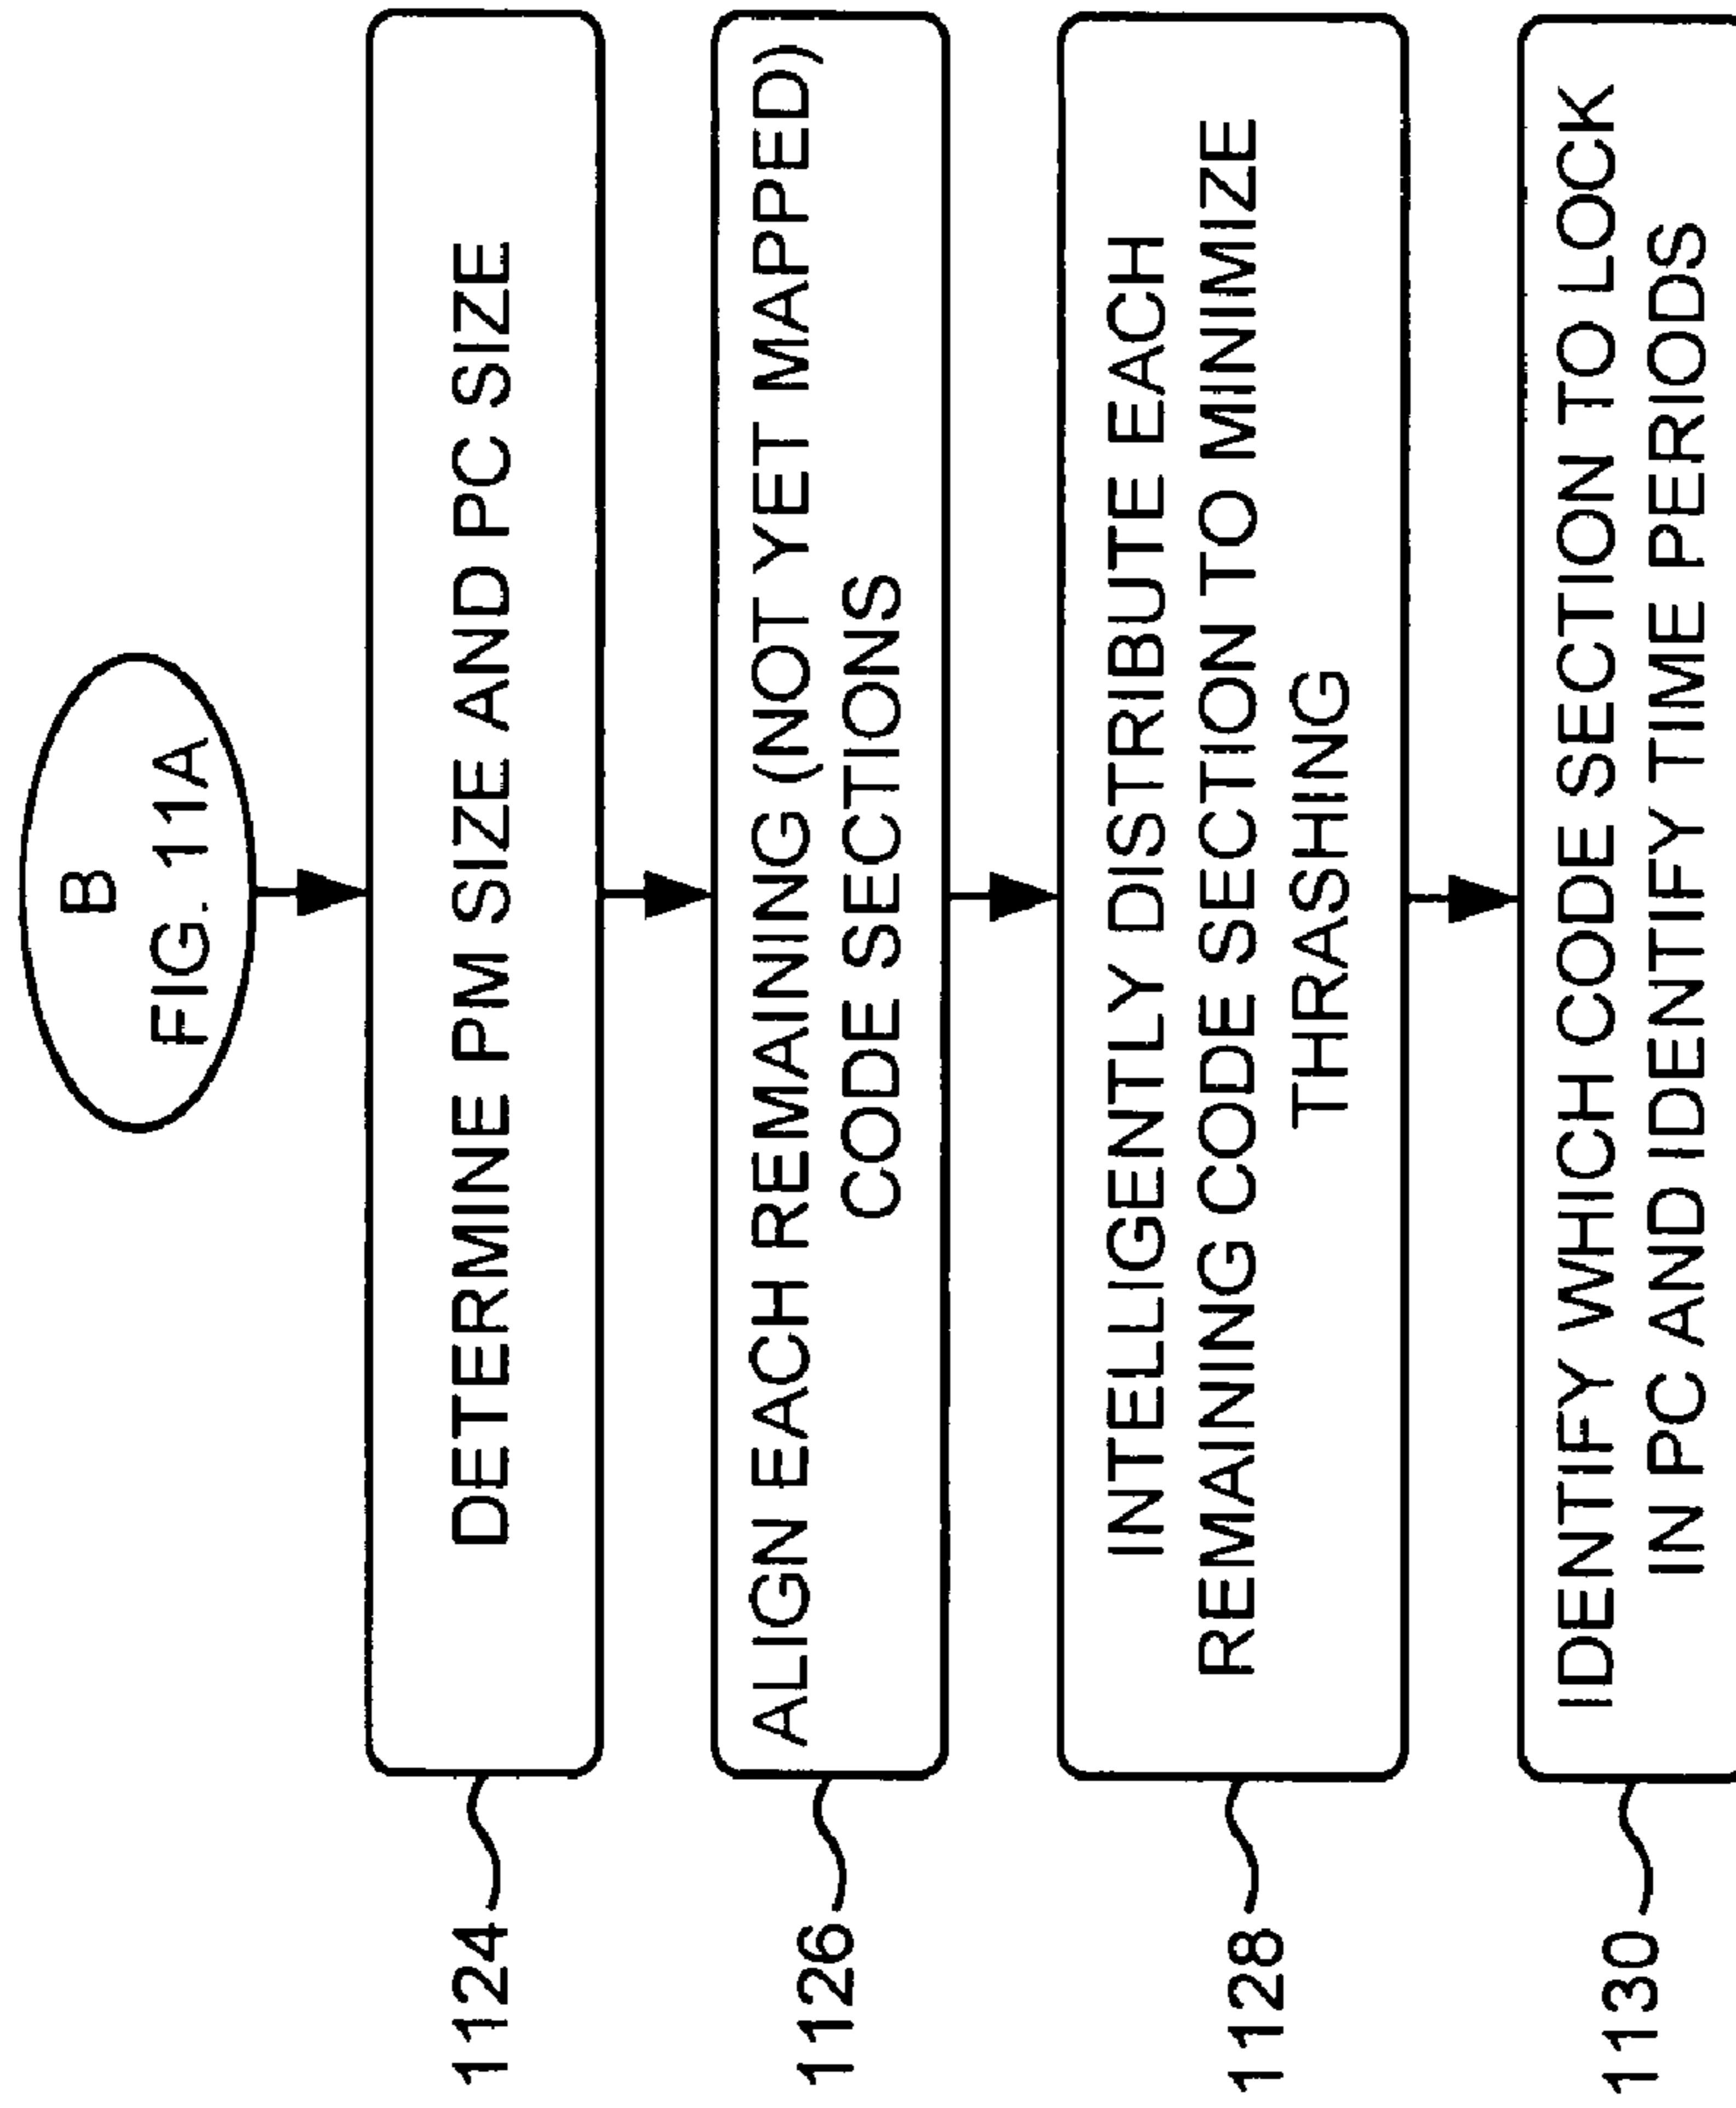 B
FIG. 11A
1124
DETERMINE PM SIZE AND PC SIZE
1126
ALIGN EACH REMAINING (NOT YET MAPPED)
CODE SECTIONS
1128
INTELLIGENTLY DISTRIBUTE EACH
REMAINING CODE SECTION TO MINIMIZE
THRASHING
1130
IDENTIFY WHICH CODE SECTION TO LOCK
IN PC AND IDENTIFY TIME PERIODS